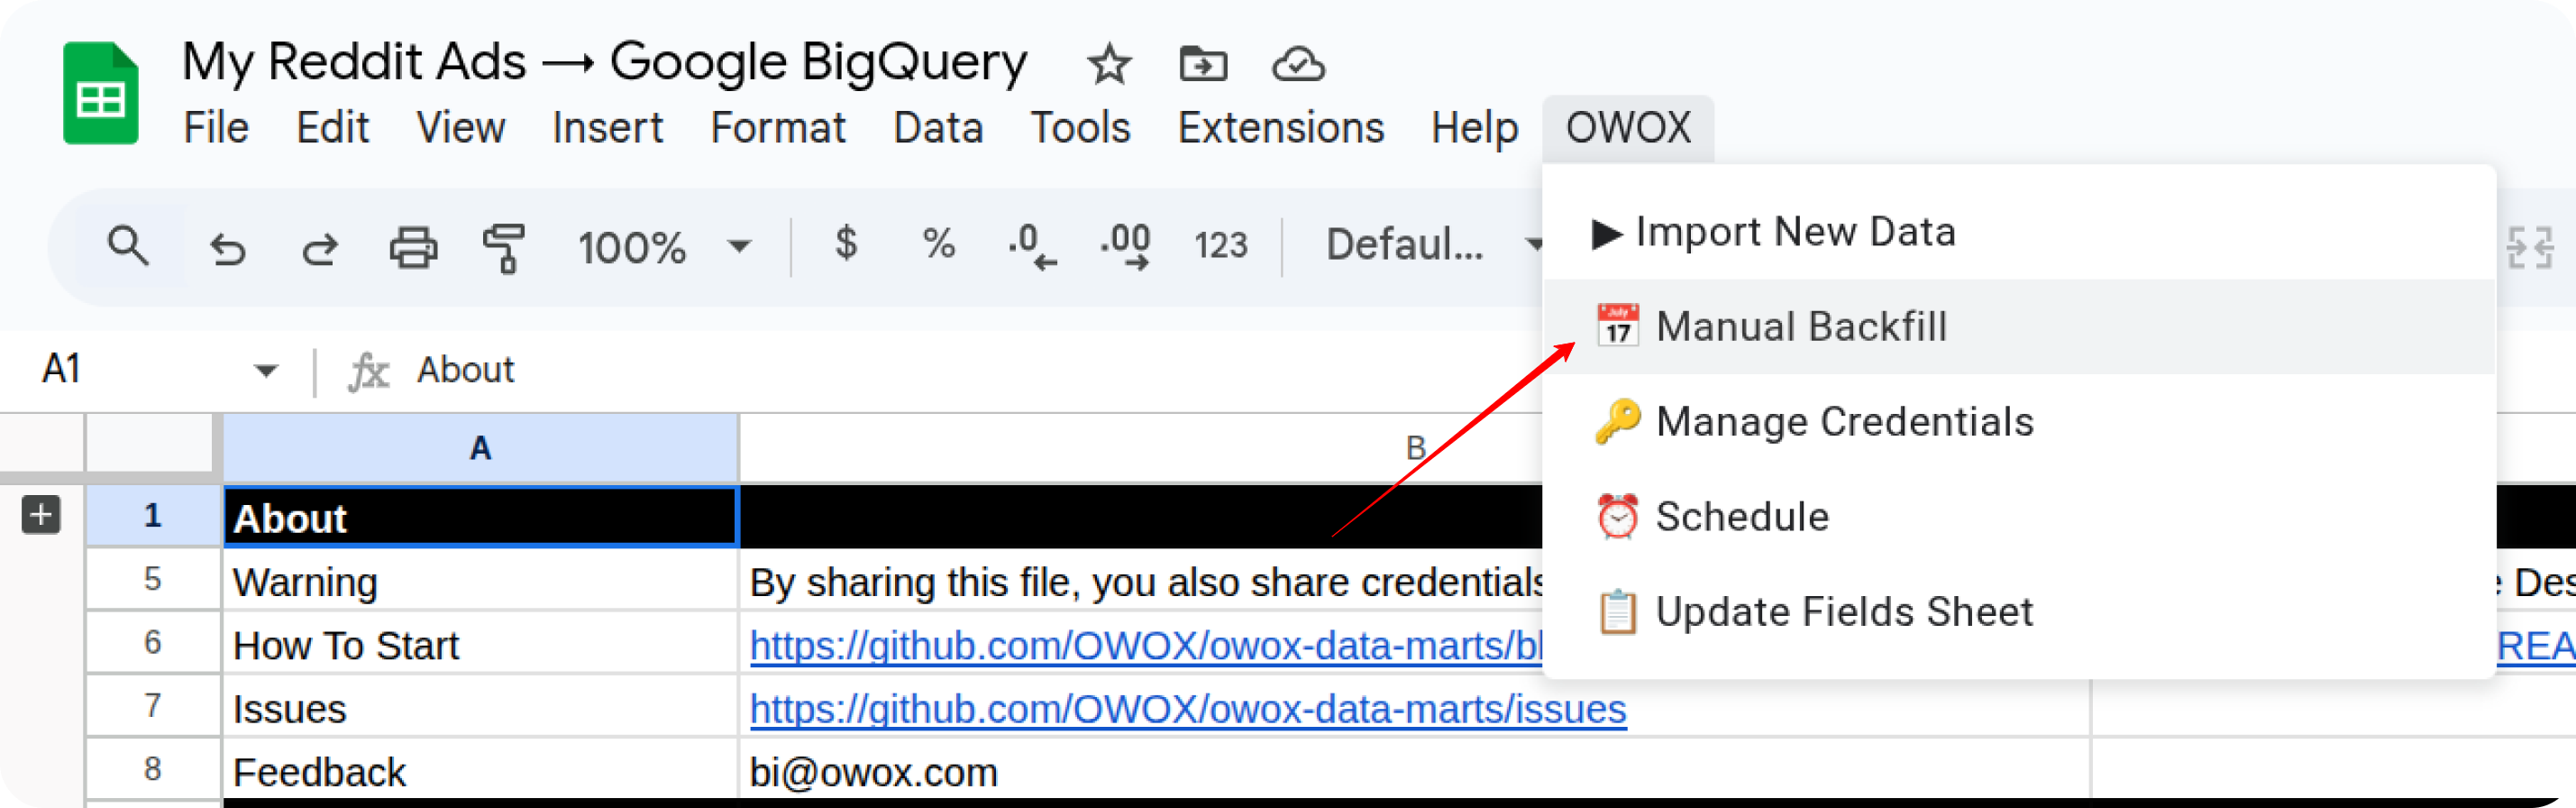 My Reddit Ads → Google BigQuery
File Edit View Insert Format Data Tools Extensions Help OWOX
100% $ % .0 .00 123 Defaul...
▶ Import New Data
July 17 Manual Backfill
Manage Credentials
Schedule
Update Fields Sheet
A1 fx About
A B
1 About
5 Warning By sharing this file, you also share credentials
6 How To Start https://github.com/OWOX/owox-data-marts/bl REA
7 Issues https://github.com/OWOX/owox-data-marts/issues
8 Feedback bi@owox.com